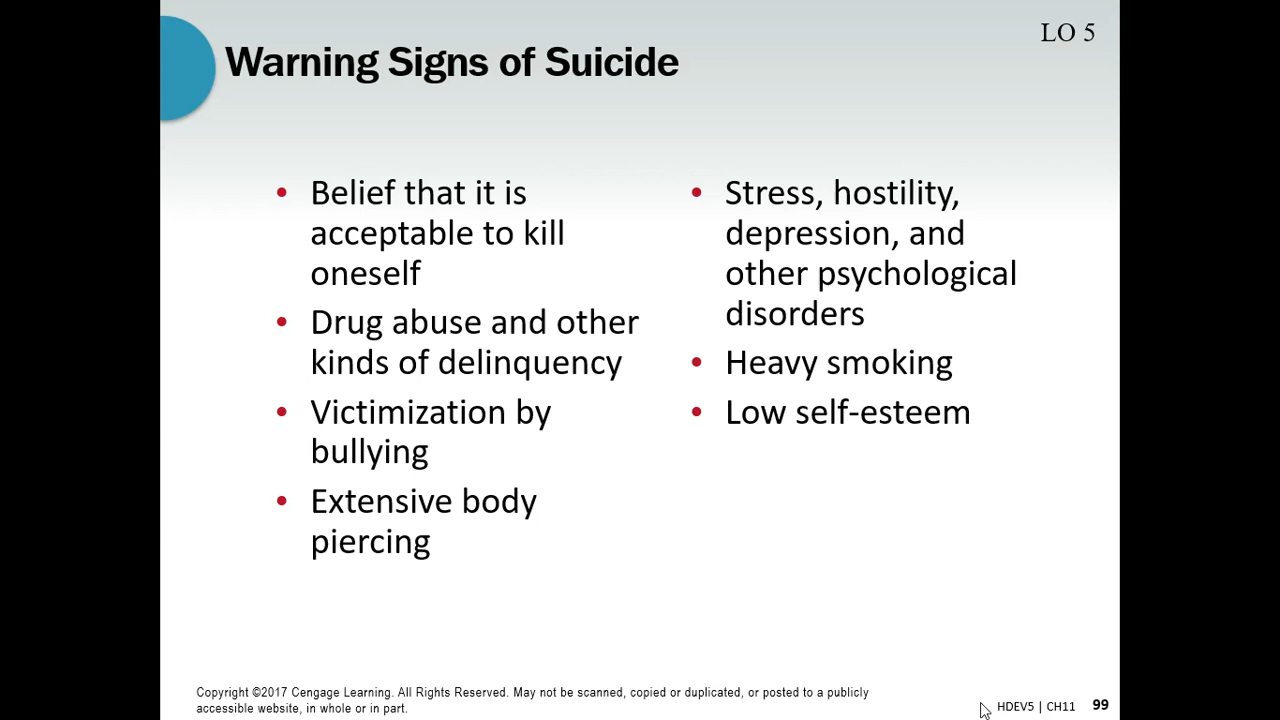 LO 5
Warning Signs of Suicide
• Belief that it is
acceptable to kill
oneself
• Drug abuse and other
kinds of delinquency
• Victimization by
bullying
• Extensive body
piercing
• Stress, hostility,
depression, and
other psychological
disorders
• Heavy smoking
• Low self-esteem
Copyright ©2017 Cengage Learning. All Rights Reserved. May not be scanned, copied or duplicated, or posted to a publicly
accessible website, in whole or in part.
HDEV5 | CH11 99